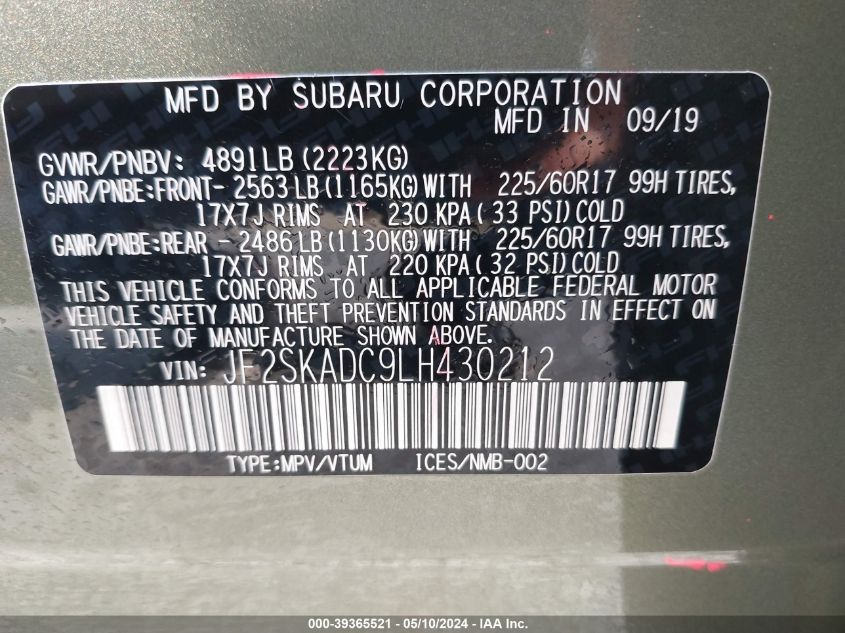 MFD BY SUBARU CORPORATION
MFD IN 09/19
GVWR/PNBV: 4891LB (2223KG)
GAWR/PNBE:FRONT- 2563 LB (1165KG) WITH 225/60R17 99H TIRES,
17X7J RIMS AT 230 KPA ( 33 PSI) COLD
GAWR/PNBE:REAR - 2486 LB (1130KG) WITH 225/60R17 99H TIRES,
17X7J RIMS AT 220 KPA ( 32 PSI) COLD
THIS VEHICLE CONFORMS TO ALL APPLICABLE FEDERAL MOTOR
VEHICLE SAFETY AND THEFT PREVENTION STANDARDS IN EFFECT ON
THE DATE OF MANUFACTURE SHOWN ABOVE.
VIN: JF2SKADC9LH430212
TYPE:MPV/VTUM ICES/NMB-002
000-39365521 - 05/10/2024 - IAA Inc.